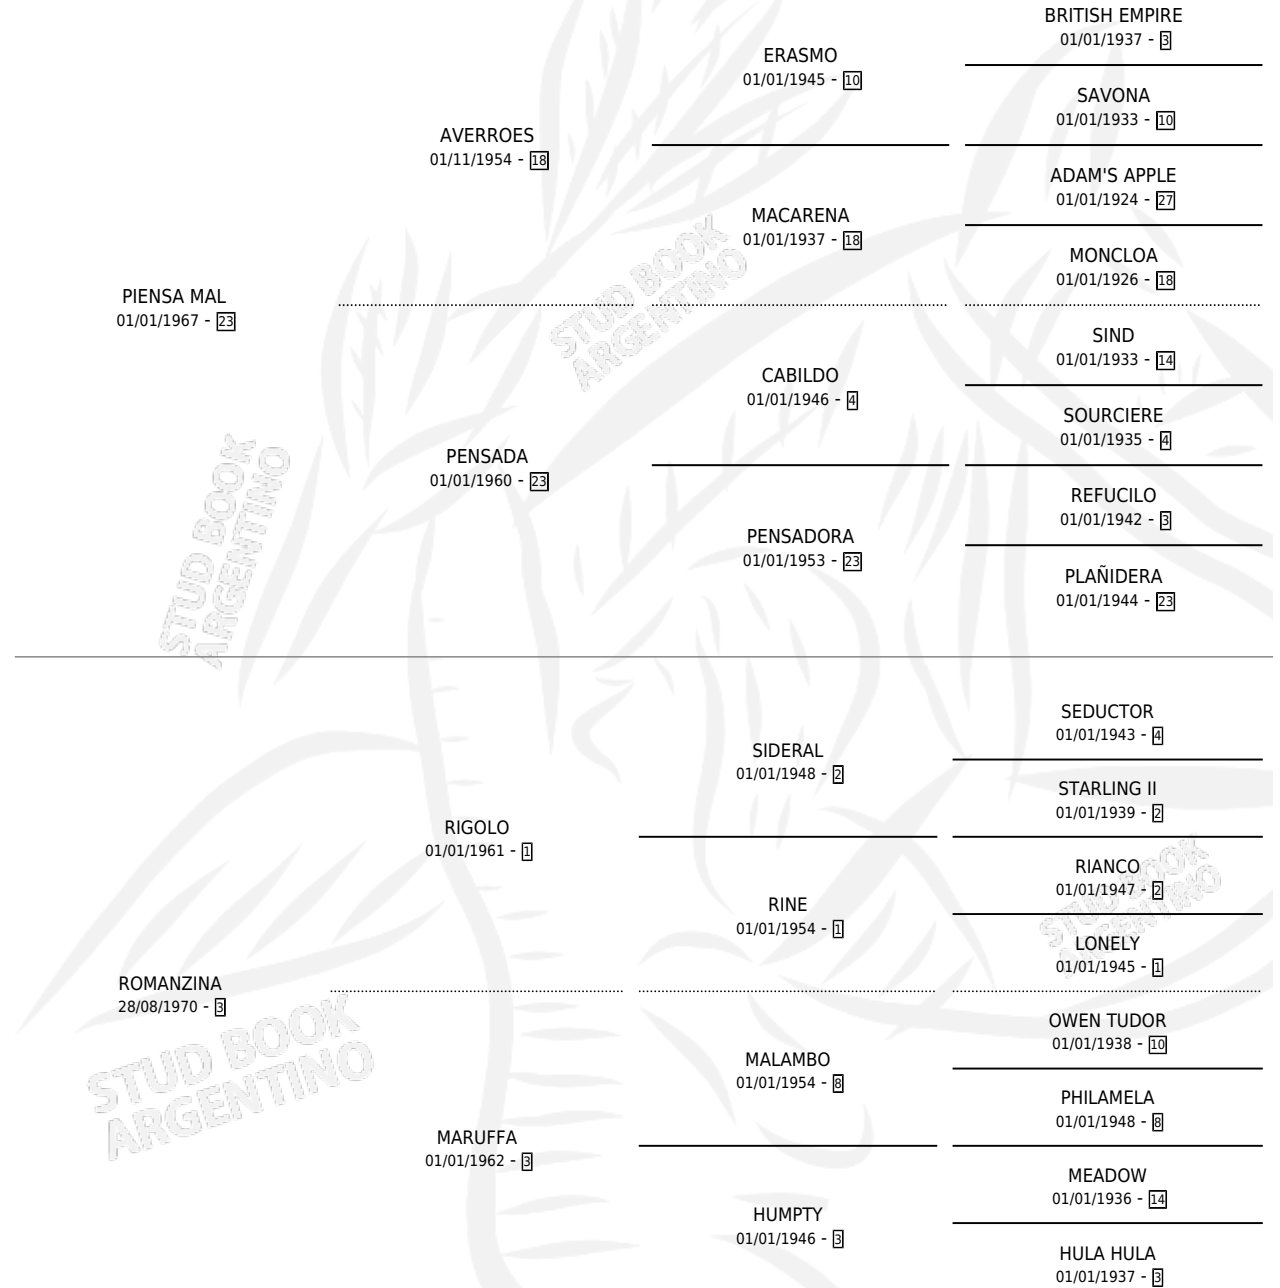 BRITISH EMPIRE
01/01/1937 - 3
ERASMO
01/01/1945 - 10
SAVONA
01/01/1933 - 10
AVERROES
01/11/1954 - 18
ADAM'S APPLE
01/01/1924 - 27
MACARENA
01/01/1937 - 18
MONCLOA
01/01/1926 - 18
PIENSA MAL
01/01/1967 - 23
SIND
01/01/1933 - 14
CABILDO
01/01/1946 - 4
SOURCIERE
01/01/1935 - 4
PENSADA
01/01/1960 - 23
REFUCILO
01/01/1942 - 3
PENSADORA
01/01/1953 - 23
PLAÑIDERA
01/01/1944 - 23
STUD BOOK
ARGENTINO
STUD BOOK
ARGENTINO
SEDUCTOR
01/01/1943 - 4
SIDERAL
01/01/1948 - 2
STARLING II
01/01/1939 - 2
RIGOLO
01/01/1961 - 1
RIANCO
01/01/1947 - 2
RINE
01/01/1954 - 1
LONELY
01/01/1945 - 1
ROMANZINA
28/08/1970 - 3
OWEN TUDOR
01/01/1938 - 10
MALAMBO
01/01/1954 - 8
PHILAMELA
01/01/1948 - 8
MARUFFA
01/01/1962 - 3
MEADOW
01/01/1936 - 14
HUMPTY
01/01/1946 - 3
HULA HULA
01/01/1937 - 3
STUD BOOK
ARGENTINO
STUD BOOK
ARGENTINO